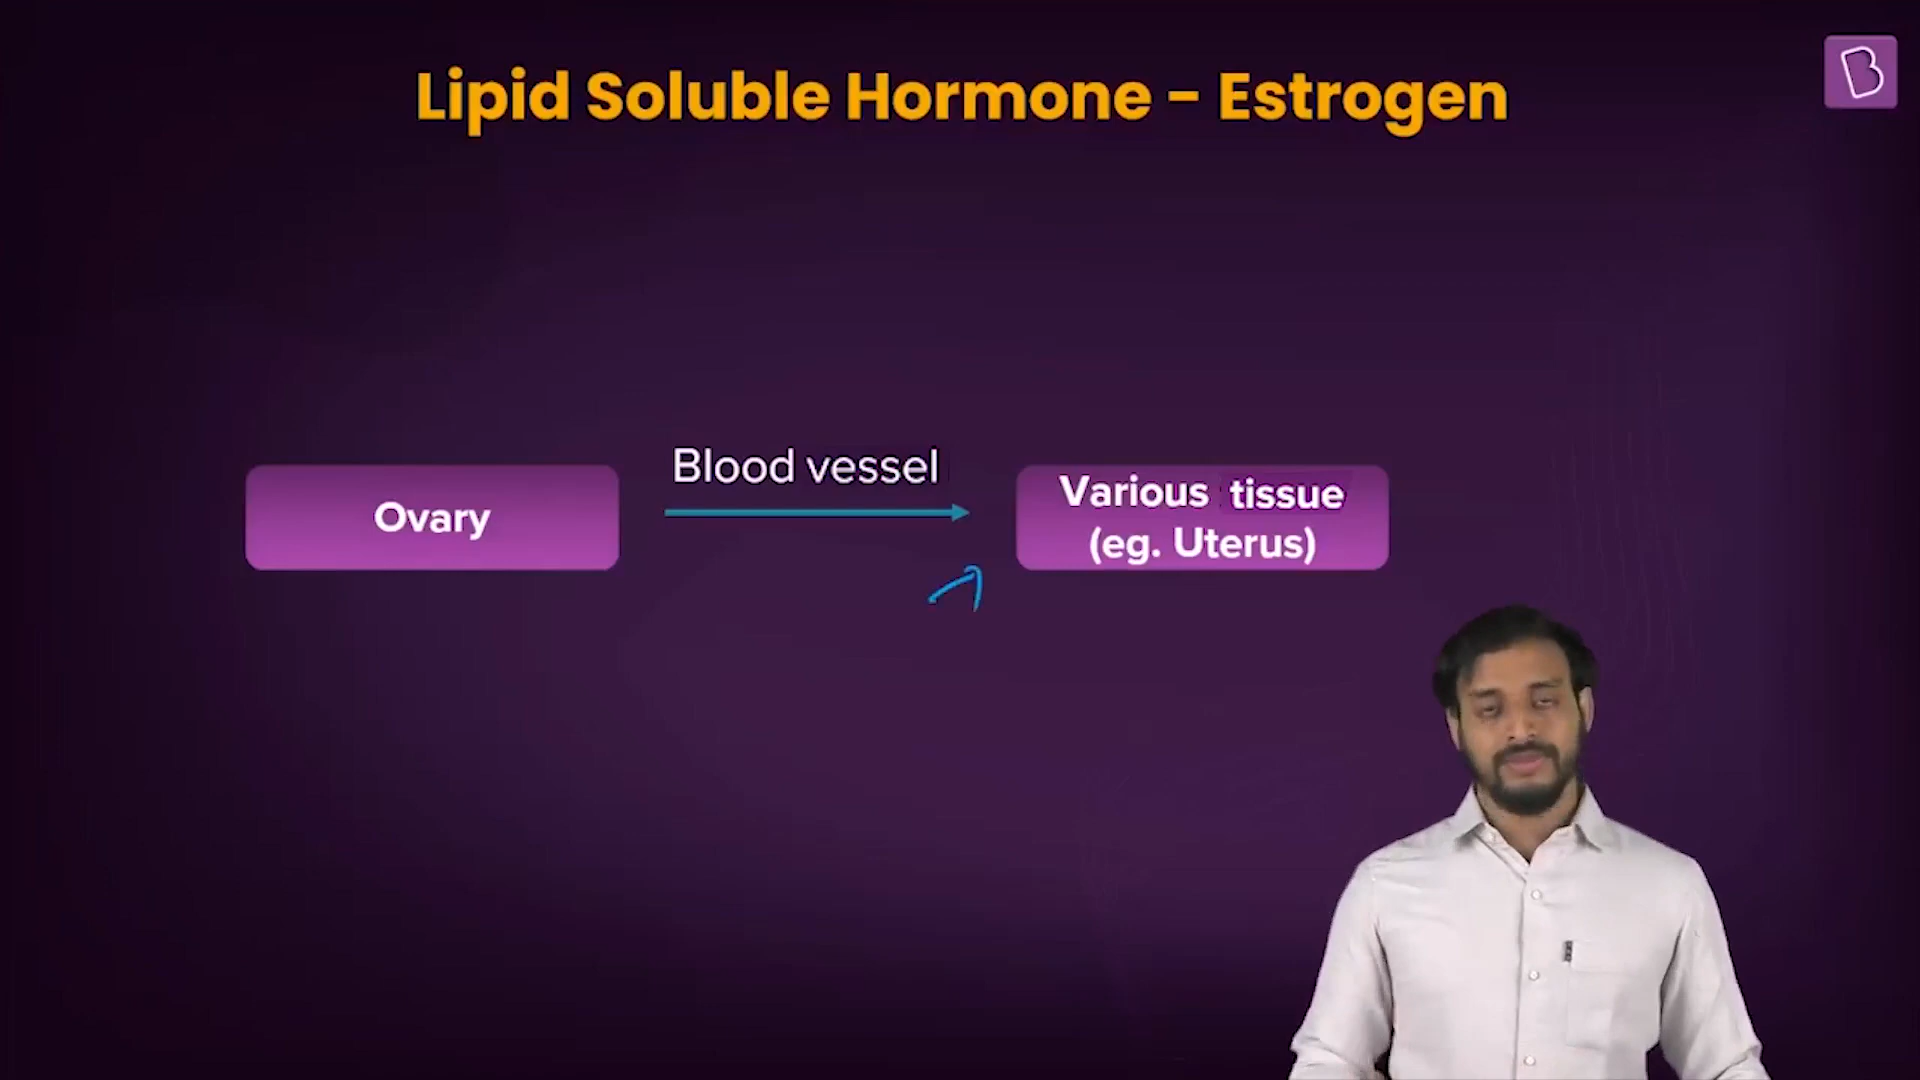 Lipid Soluble Hormone - Estrogen
B
Blood vessel
Ovary
Various tissue
(eg. Uterus)